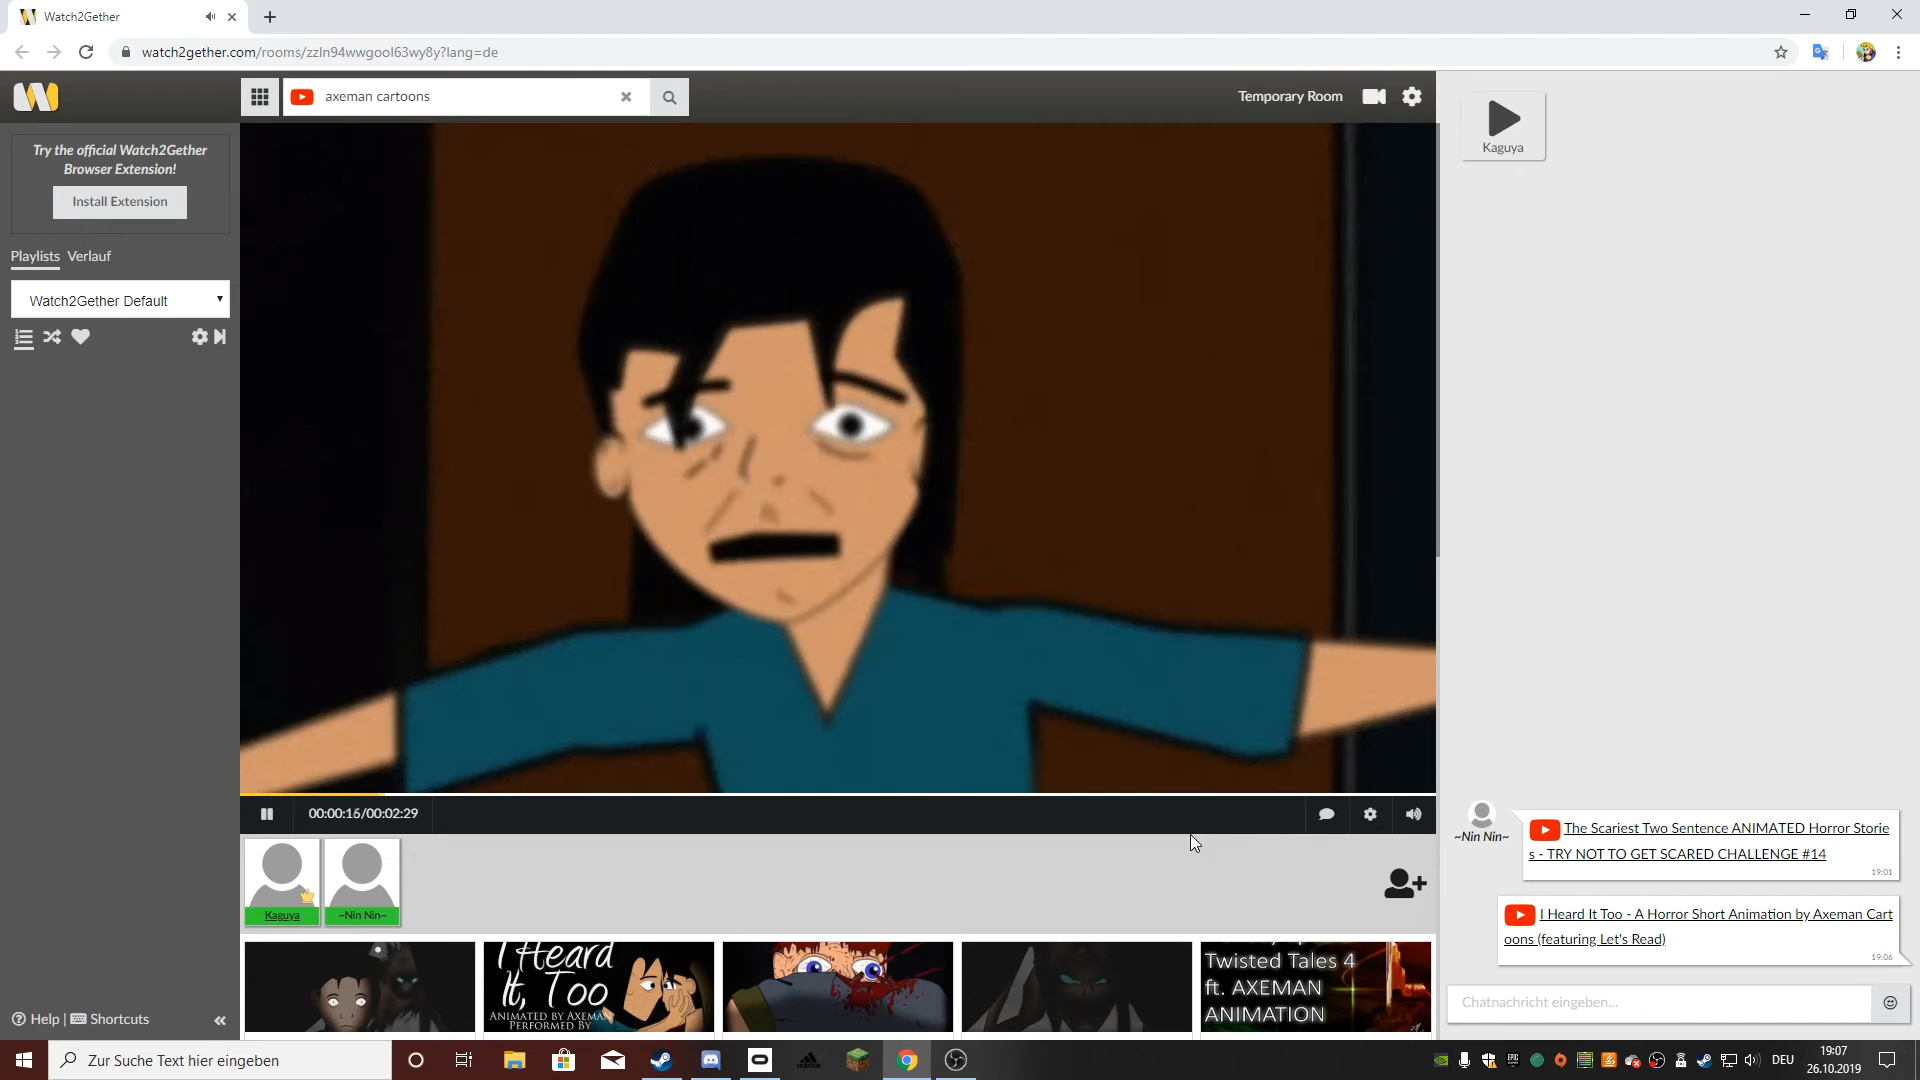 Watch2Gether
watch2gether.com/rooms/zzln94wwgool63wy8y?lang=de
axeman cartoons
Temporary Room
Kaguya
Try the official Watch2Gether
Browser Extension!
Install Extension
Playlists Verlauf
Watch2Gether Default
00:00:16/00:02:29
Kaguya
~Nin Nin~
~Nin Nin~
The Scariest Two Sentence ANIMATED Horror Storie
s - TRY NOT TO GET SCARED CHALLENGE #14
19:01
I Heard It Too - A Horror Short Animation by Axeman Cart
oons (featuring Let's Read)
19:06
I Heard
It, Too
ANIMATED BY AXEMAN
PERFORMED BY
Twisted Tales 4
ft. AXEMAN
ANIMATION
Chatnachricht eingeben...
Help | Shortcuts
Zur Suche Text hier eingeben
adidas
EPIC
DEU
19:07
26.10.2019